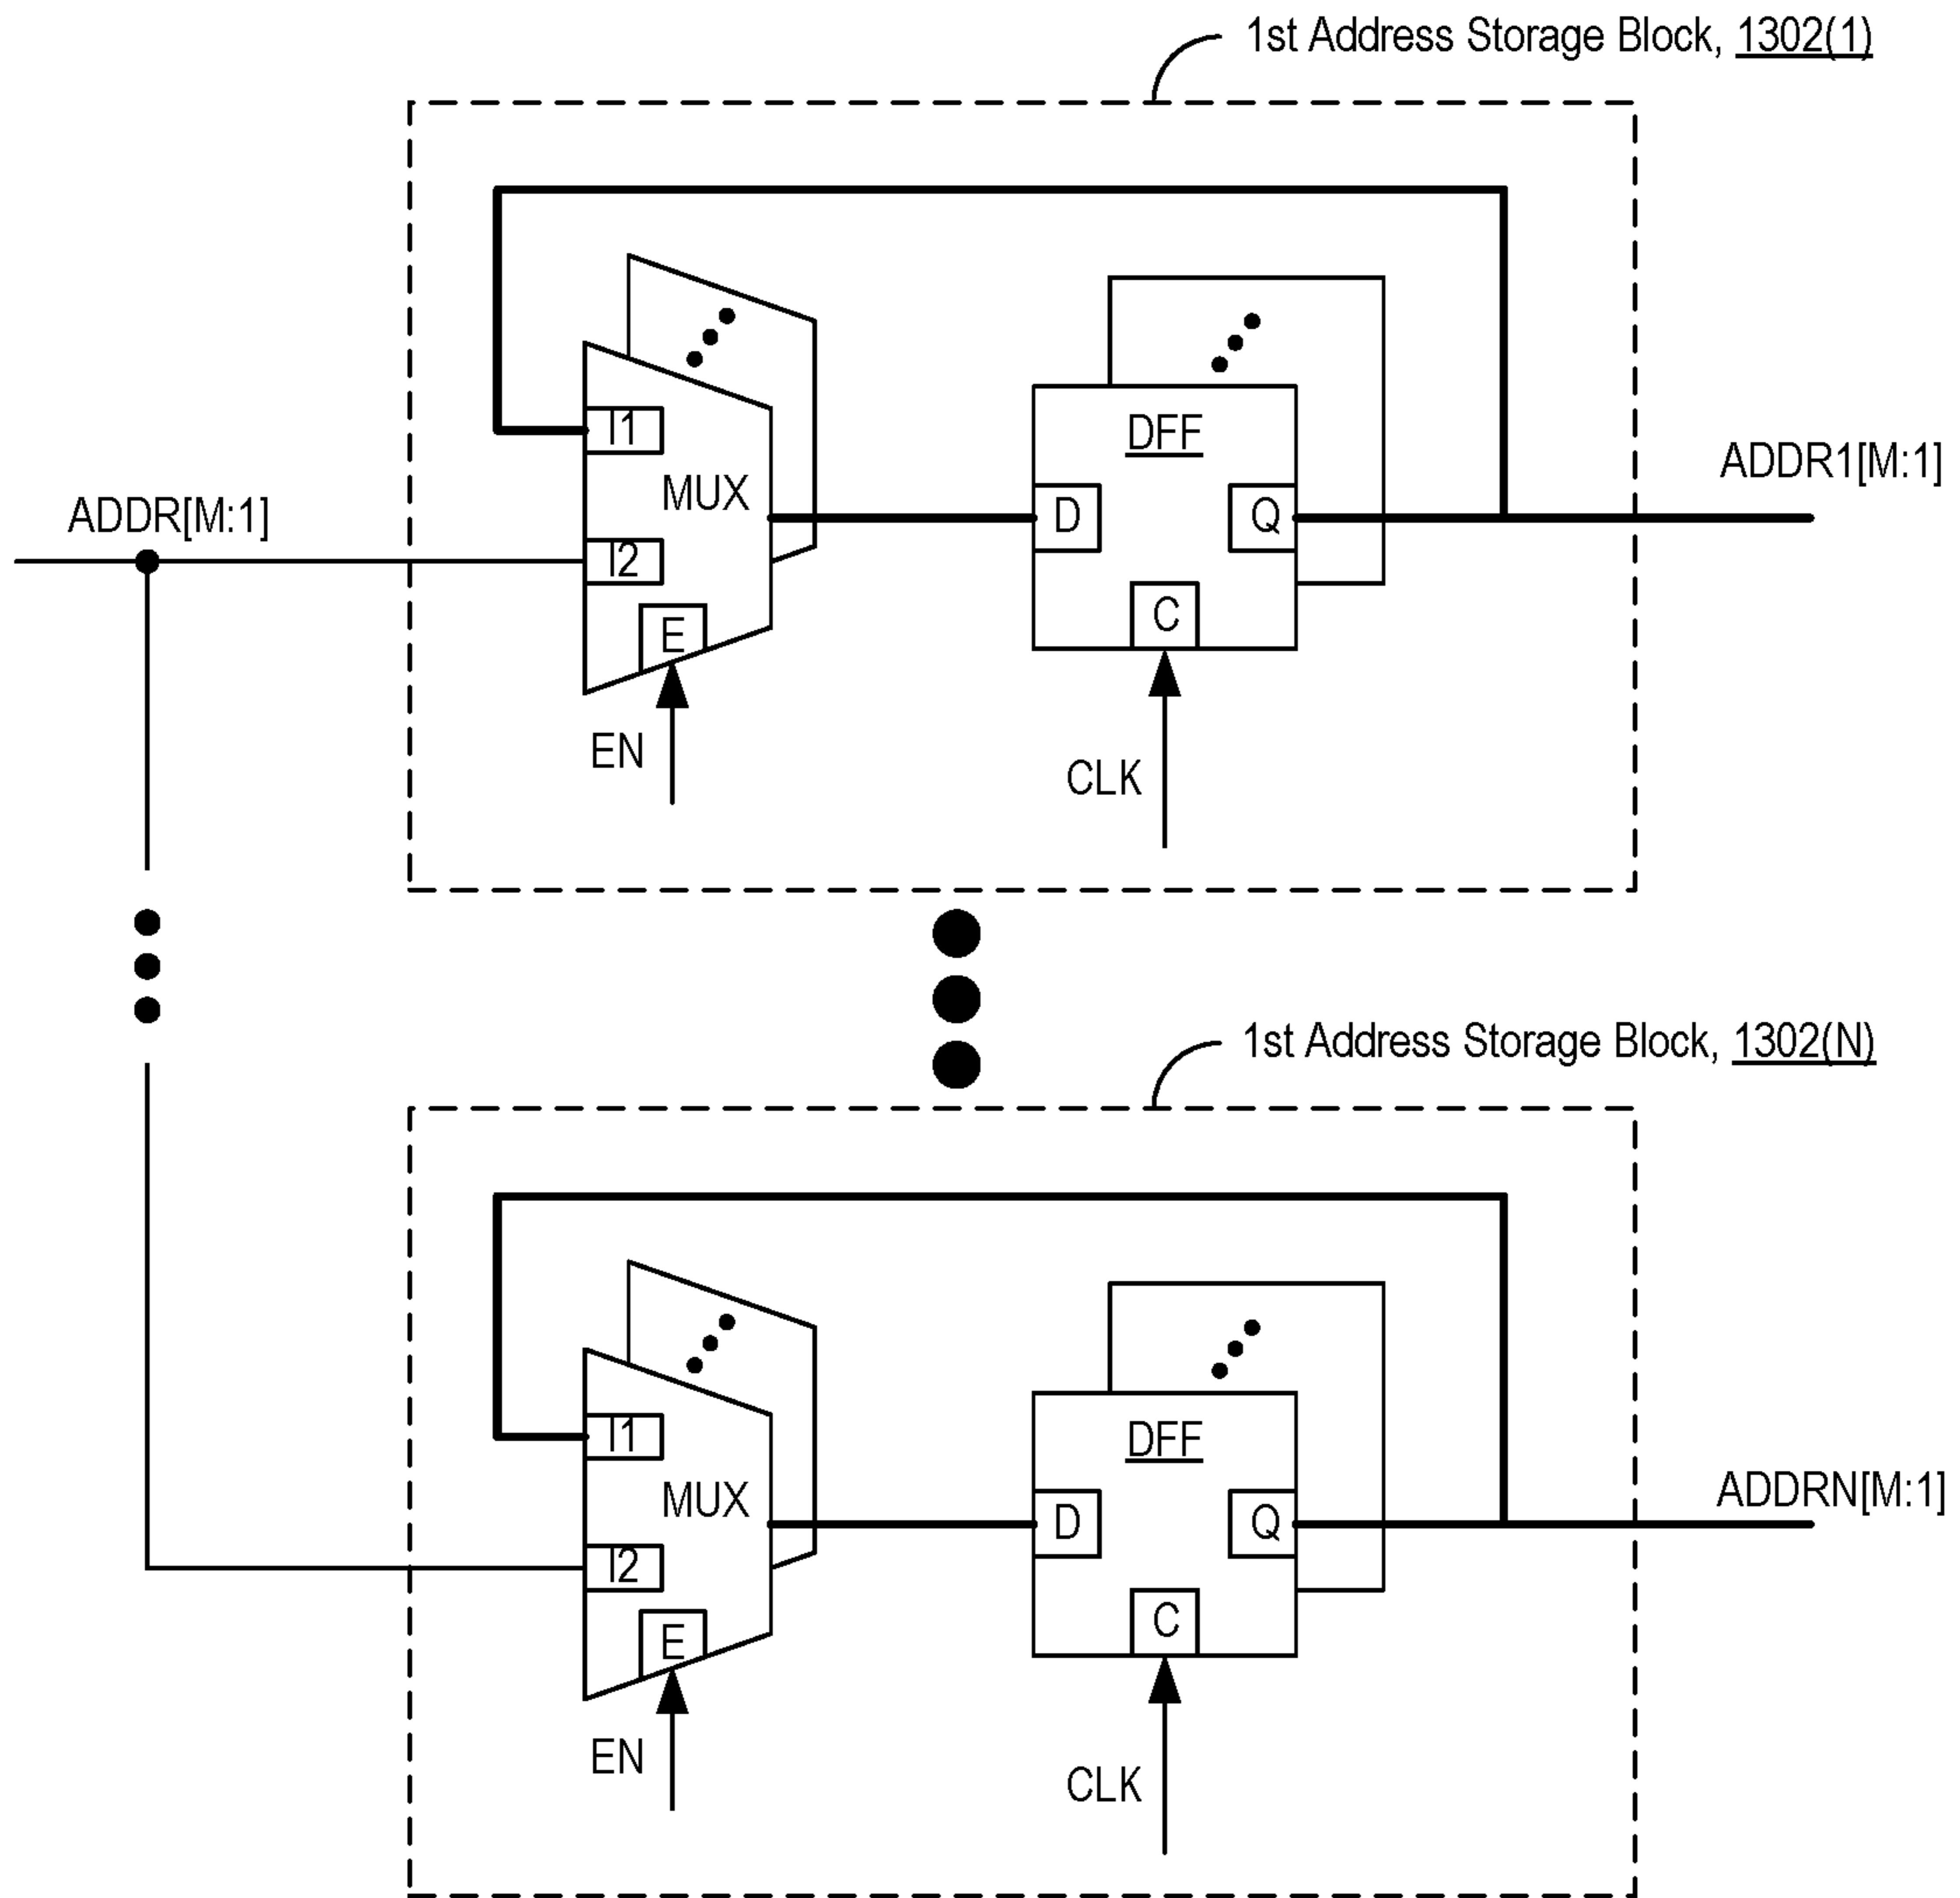 1st Address Storage Block, 1302(1)
I1
DFF
MUX
ADDR[M:1]
D
Q
ADDR1[M:1]
I2
E
C
EN
CLK
1st Address Storage Block, 1302(N)
I1
DFF
MUX
D
Q
ADDRN[M:1]
I2
E
C
EN
CLK